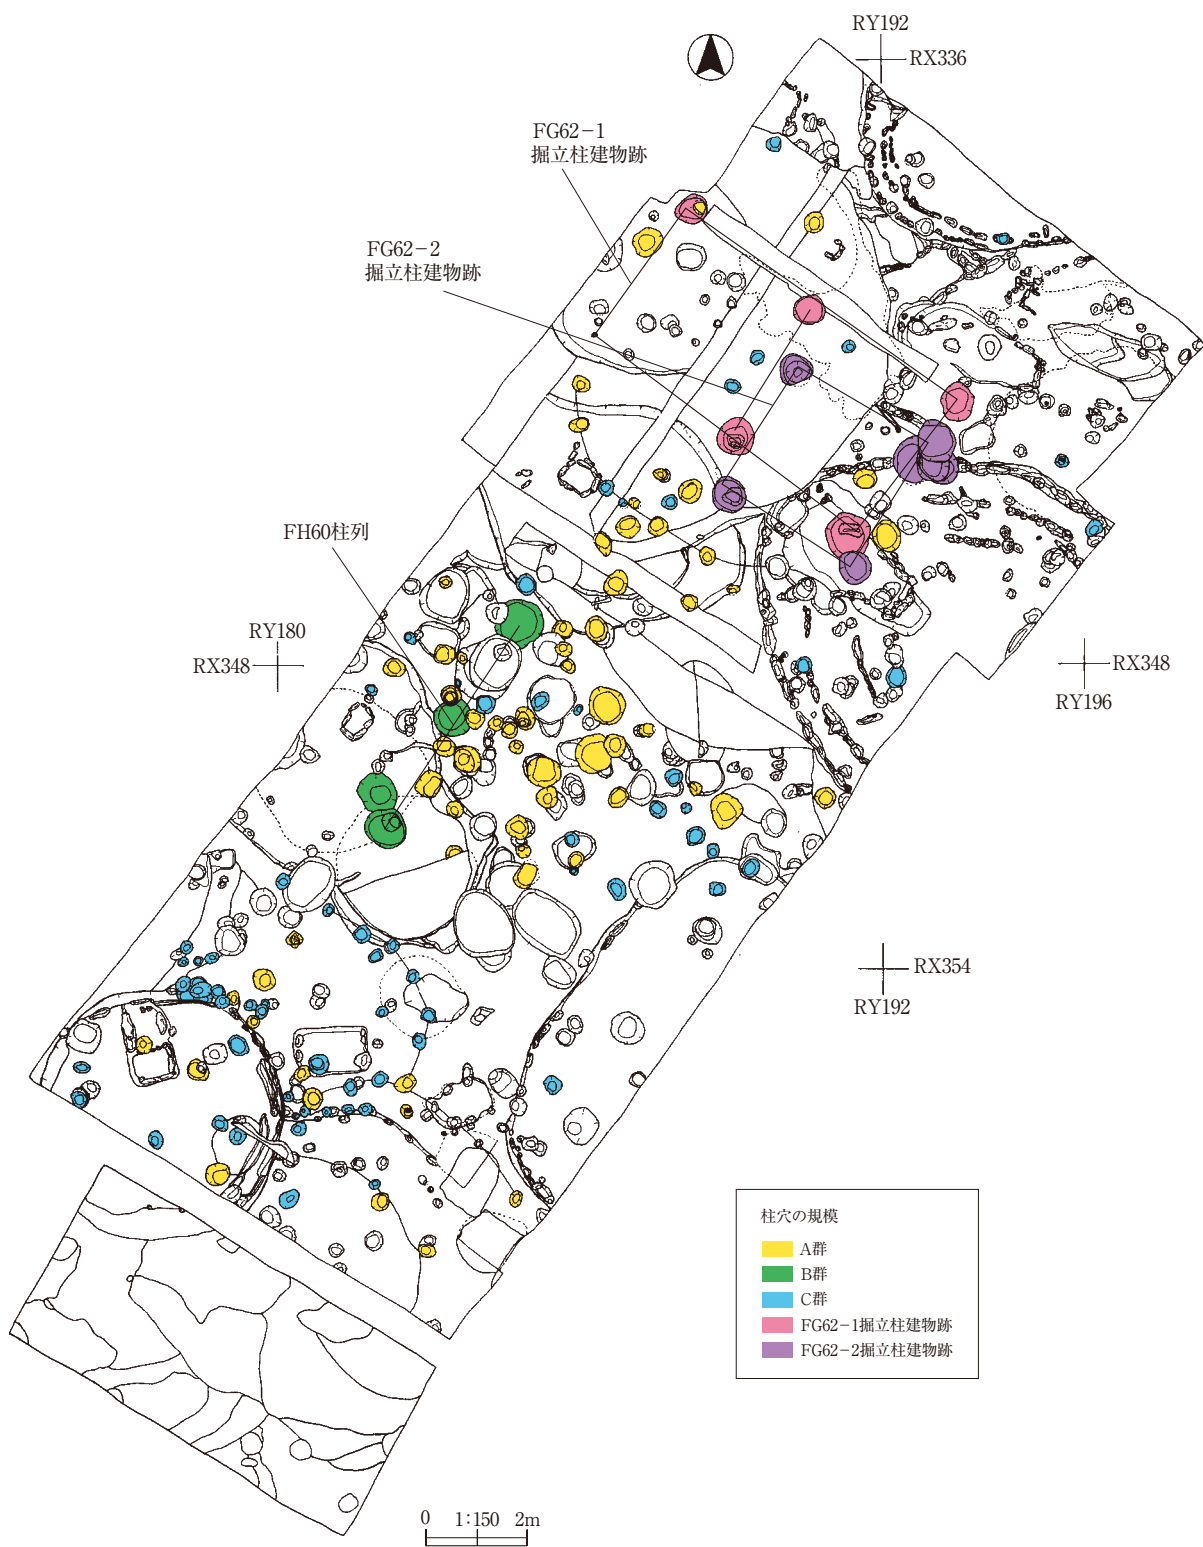 RY192
RX336
FG62-1
掘立柱建物跡
FG62-2
掘立柱建物跡
FH60柱列
RY180
RX348
RX348
RY196
RX354
RY192
柱穴の規模
A群
B群
C群
FG62-1掘立柱建物跡
FG62-2掘立柱建物跡
0 1:150 2m